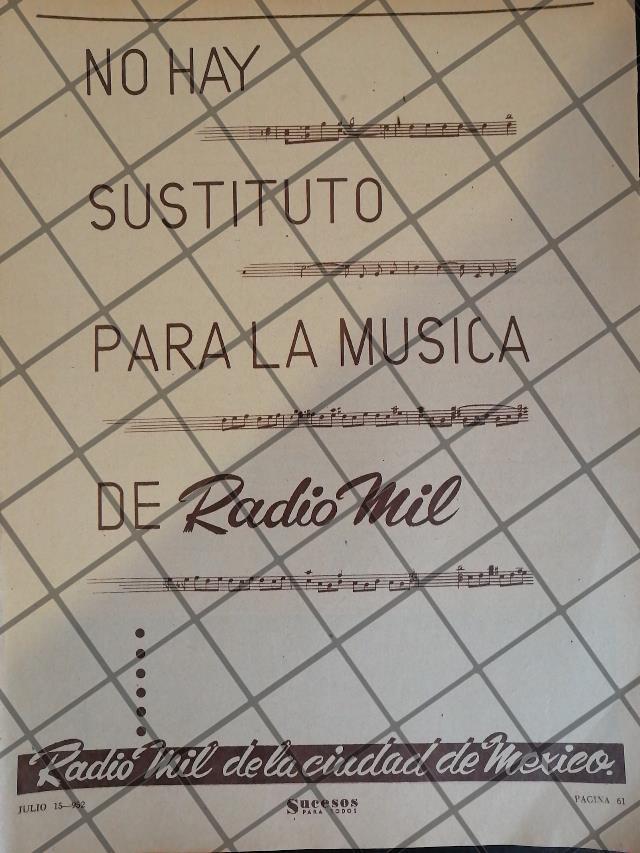 NO HAY
SUSTITUTO
PARA LA MUSICA
DE Radio Mil
Radio Mil de la ciudad de Mexico.
JULIO 15—952
Sucesos
PARA TODOS
PAGINA 61